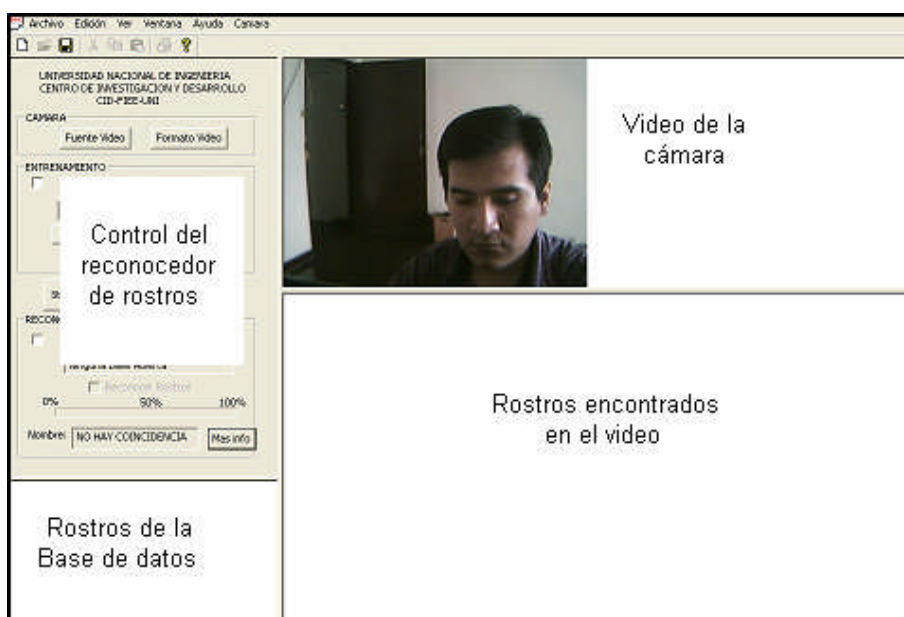 Archivo Edición Ver Ventana Ayuda Camara
UNIVERSIDAD NACIONAL DE INGENIERIA
CENTRO DE INVESTIGACION Y DESARROLLO
CID-FIEE-UNI
CAMARA
Fuente Video Formato Video
ENTRENAMIENTO
Control del
reconocedor
de rostros
Reconocer Rostro
0% 50% 100%
Nombre: NO HAY COINCIDENCIA Mas info
Rostros de la
Base de datos
Video de la
cámara
Rostros encontrados
en el video